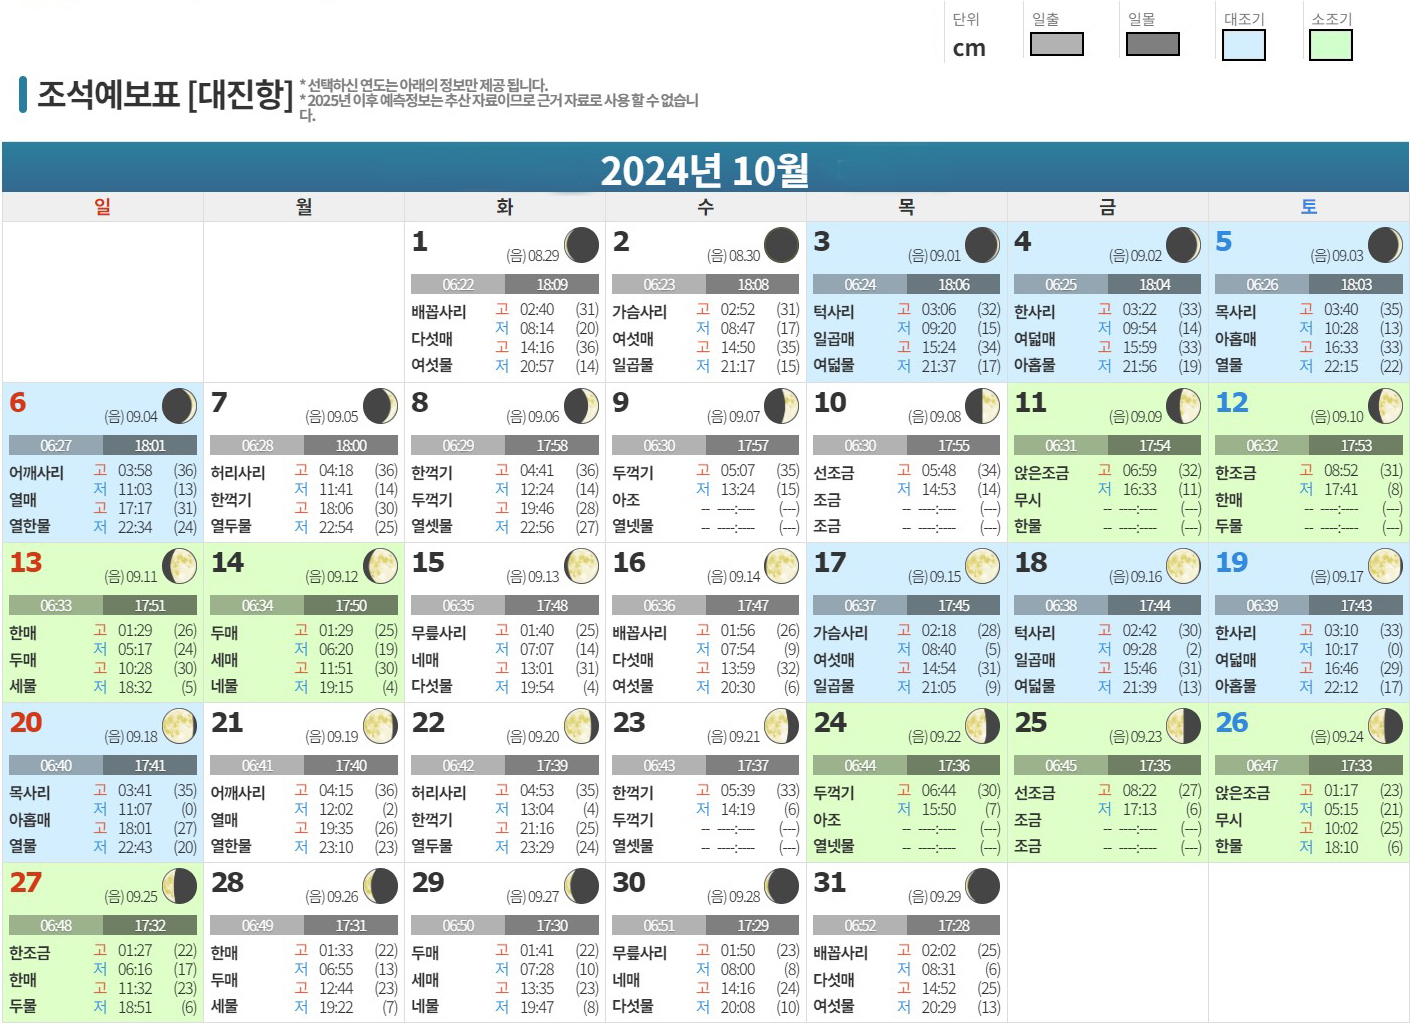 단위 일출 일몰 대조기 소조기
cm
조석예보표 [대진항]
* 선택하신 연도는 아래의 정보만 제공 됩니다.
* 2025년 이후 예측정보는 추산 자료이므로 근거 자료로 사용 할 수 없습니
다.
2024년 10월
일 월 화 수 목 금 토
1 (음) 08.29 2 (음) 08.30 3 (음) 09.01 4 (음) 09.02 5 (음) 09.03
06:22 18:09 06:23 18:08 06:24 18:06 06:25 18:04 06:26 18:03
배꼽사리 고 02:40 (31) 가슴사리 고 02:52 (31) 턱사리 고 03:06 (32) 한사리 고 03:22 (33) 목사리 고 03:40 (35)
다섯매 저 08:14 (20) 여섯매 저 08:47 (17) 일곱매 저 09:20 (15) 여덟매 저 09:54 (14) 아홉매 저 10:28 (13)
고 14:16 (36) 고 14:50 (35) 고 15:24 (34) 고 15:59 (33) 고 16:33 (33)
여섯물 저 20:57 (14) 일곱물 저 21:17 (15) 여덟물 저 21:37 (17) 아홉물 저 21:56 (19) 열물 저 22:15 (22)
6 (음) 09.04 7 (음) 09.05 8 (음) 09.06 9 (음) 09.07 10 (음) 09.08 11 (음) 09.09 12 (음) 09.10
06:27 18:01 06:28 18:00 06:29 17:58 06:30 17:57 06:30 17:55 06:31 17:54 06:32 17:53
어깨사리 고 03:58 (36) 허리사리 고 04:18 (36) 한꺽기 고 04:41 (36) 두꺽기 고 05:07 (35) 선조금 고 05:48 (34) 앉은조금 고 06:59 (32) 한조금 고 08:52 (31)
열매 저 11:03 (13) 한꺽기 저 11:41 (14) 두꺽기 저 12:24 (14) 아조 저 13:24 (15) 조금 저 14:53 (14) 무시 저 16:33 (11) 한매 저 17:41 (8)
고 17:17 (31) 고 18:06 (30) 고 19:46 (28) -- ----:---- (---) -- ----:---- (---) -- ----:---- (---) -- ----:---- (---)
열한물 저 22:34 (24) 열두물 저 22:54 (25) 열셋물 저 22:56 (27) 열넷물 -- ----:---- (---) 조금 -- ----:---- (---) 한물 -- ----:---- (---) 두물 -- ----:---- (---)
13 (음) 09.11 14 (음) 09.12 15 (음) 09.13 16 (음) 09.14 17 (음) 09.15 18 (음) 09.16 19 (음) 09.17
06:33 17:51 06:34 17:50 06:35 17:48 06:36 17:47 06:37 17:45 06:38 17:44 06:39 17:43
한매 고 01:29 (26) 두매 고 01:29 (25) 무릎사리 고 01:40 (25) 배꼽사리 고 01:56 (26) 가슴사리 고 02:18 (28) 턱사리 고 02:42 (30) 한사리 고 03:10 (33)
두매 저 05:17 (24) 세매 저 06:20 (19) 네매 저 07:07 (14) 다섯매 저 07:54 (9) 여섯매 저 08:40 (5) 일곱매 저 09:28 (2) 여덟매 저 10:17 (0)
고 10:28 (30) 고 11:51 (30) 고 13:01 (31) 고 13:59 (32) 고 14:54 (31) 고 15:46 (31) 고 16:46 (29)
세물 저 18:32 (5) 네물 저 19:15 (4) 다섯물 저 19:54 (4) 여섯물 저 20:30 (6) 일곱물 저 21:05 (9) 여덟물 저 21:39 (13) 아홉물 저 22:12 (17)
20 (음) 09.18 21 (음) 09.19 22 (음) 09.20 23 (음) 09.21 24 (음) 09.22 25 (음) 09.23 26 (음) 09.24
06:40 17:41 06:41 17:40 06:42 17:39 06:43 17:37 06:44 17:36 06:45 17:35 06:47 17:33
목사리 고 03:41 (35) 어깨사리 고 04:15 (36) 허리사리 고 04:53 (35) 한꺽기 고 05:39 (33) 두꺽기 고 06:44 (30) 선조금 고 08:22 (27) 앉은조금 고 01:17 (23)
아홉매 저 11:07 (0) 열매 저 12:02 (2) 한꺽기 저 13:04 (4) 두꺽기 저 14:19 (6) 아조 저 15:50 (7) 조금 저 17:13 (6) 무시 저 05:15 (21)
고 18:01 (27) 고 19:35 (26) 고 21:16 (25) -- ----:---- (---) -- ----:---- (---) -- ----:---- (---) 고 10:02 (25)
열물 저 22:43 (20) 열한물 저 23:10 (23) 열두물 저 23:29 (24) 열셋물 -- ----:---- (---) 열넷물 -- ----:---- (---) 조금 -- ----:---- (---) 한물 저 18:10 (6)
27 (음) 09.25 28 (음) 09.26 29 (음) 09.27 30 (음) 09.28 31 (음) 09.29
06:48 17:32 06:49 17:31 06:50 17:30 06:51 17:29 06:52 17:28
한조금 고 01:27 (22) 한매 고 01:33 (22) 두매 고 01:41 (22) 무릎사리 고 01:50 (23) 배꼽사리 고 02:02 (25)
한매 저 06:16 (17) 두매 저 06:55 (13) 세매 저 07:28 (10) 네매 저 08:00 (8) 다섯매 저 08:31 (6)
고 11:32 (23) 고 12:44 (23) 고 13:35 (23) 고 14:16 (24) 고 14:52 (25)
두물 저 18:51 (6) 세물 저 19:22 (7) 네물 저 19:47 (8) 다섯물 저 20:08 (10) 여섯물 저 20:29 (13)